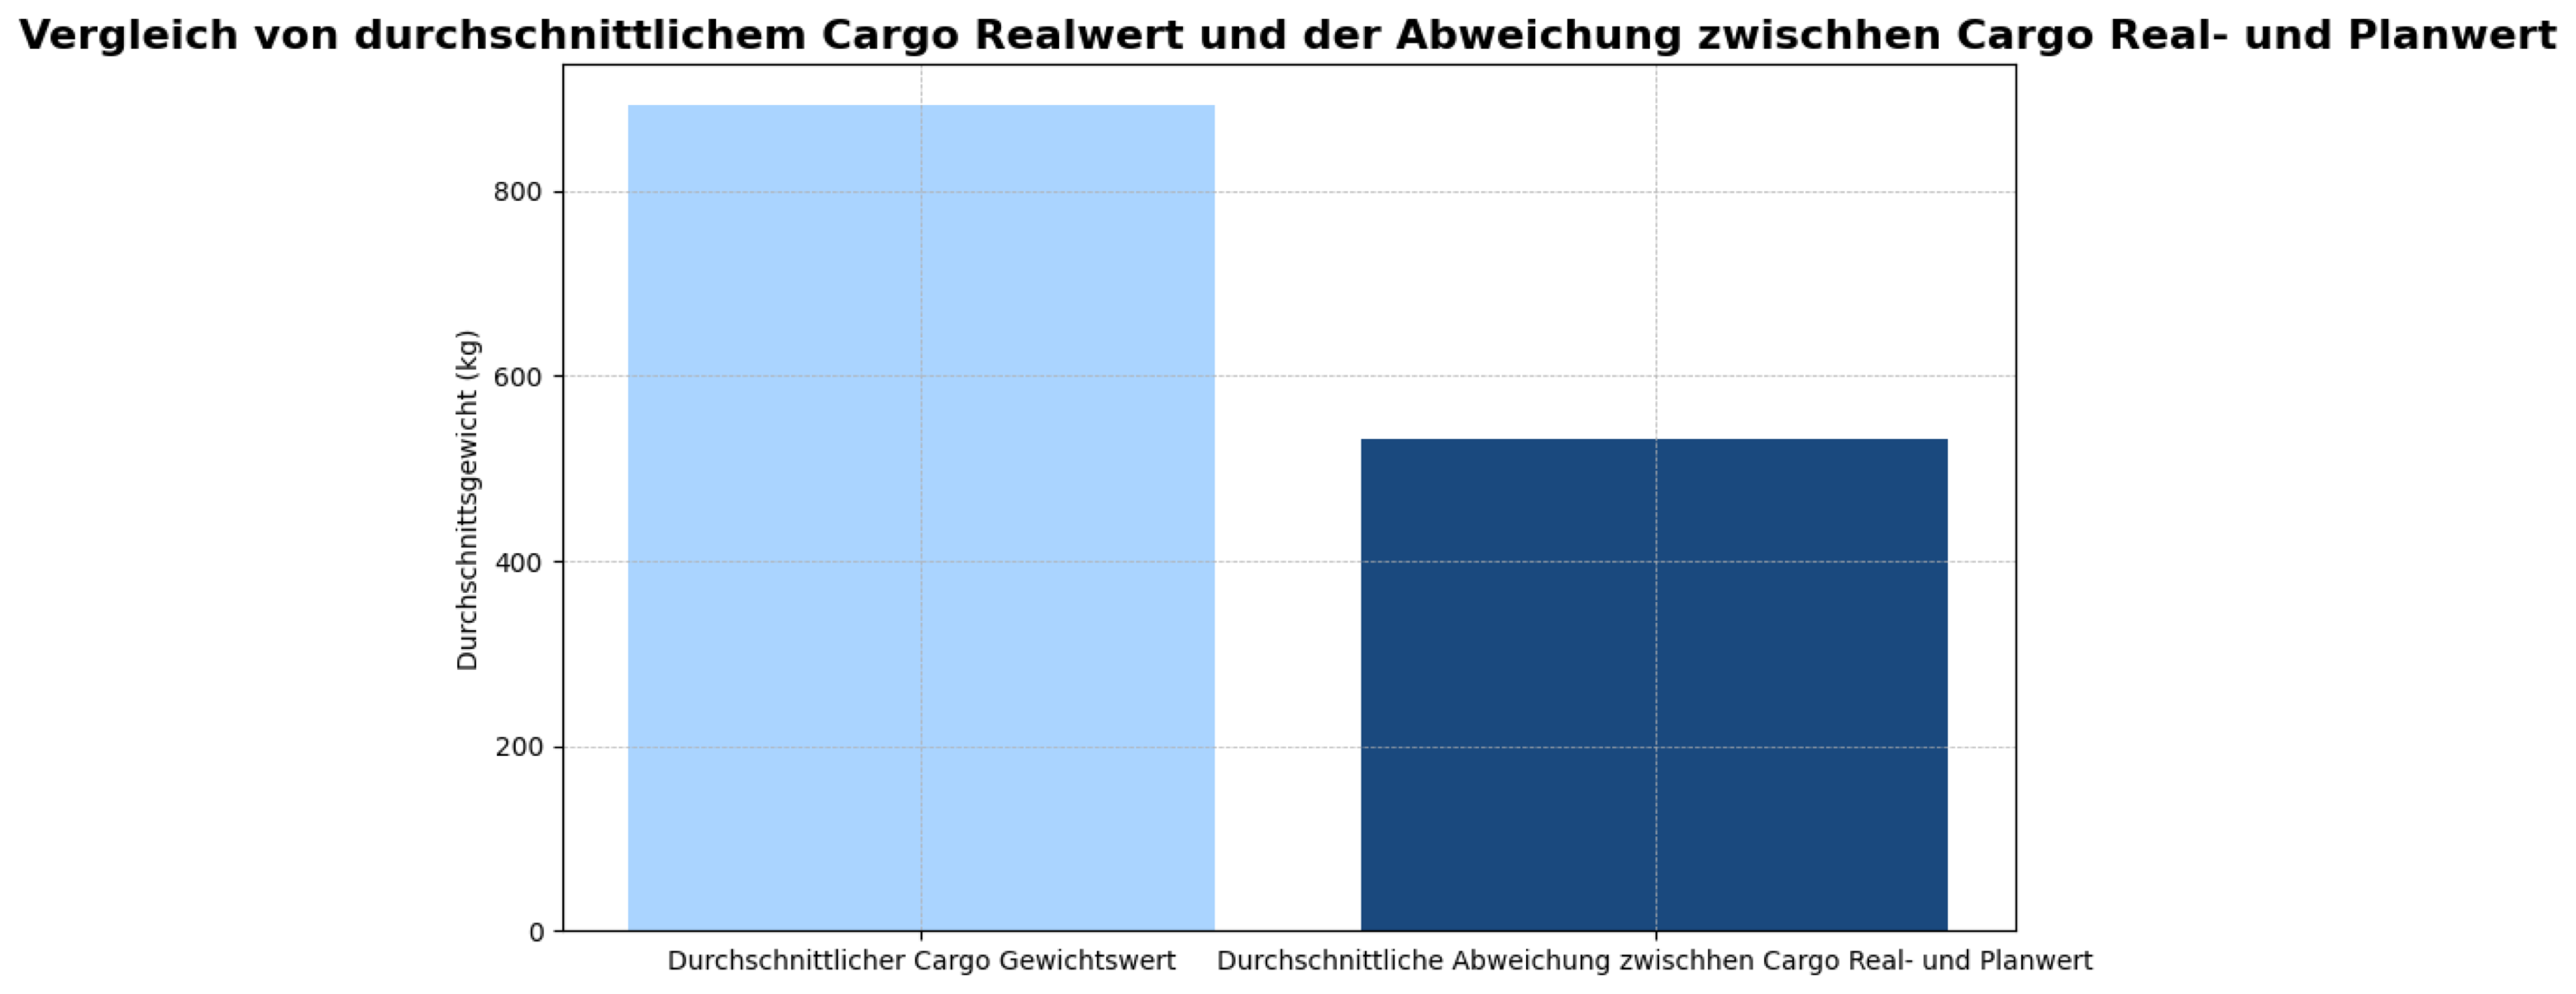 Vergleich von durchschnittlichem Cargo Realwert und der Abweichung zwischhen Cargo Real- und Planwert
Durchschnittsgewicht (kg)
800
600
400
200
0
Durchschnittlicher Cargo Gewichtswert
Durchschnittliche Abweichung zwischhen Cargo Real- und Planwert